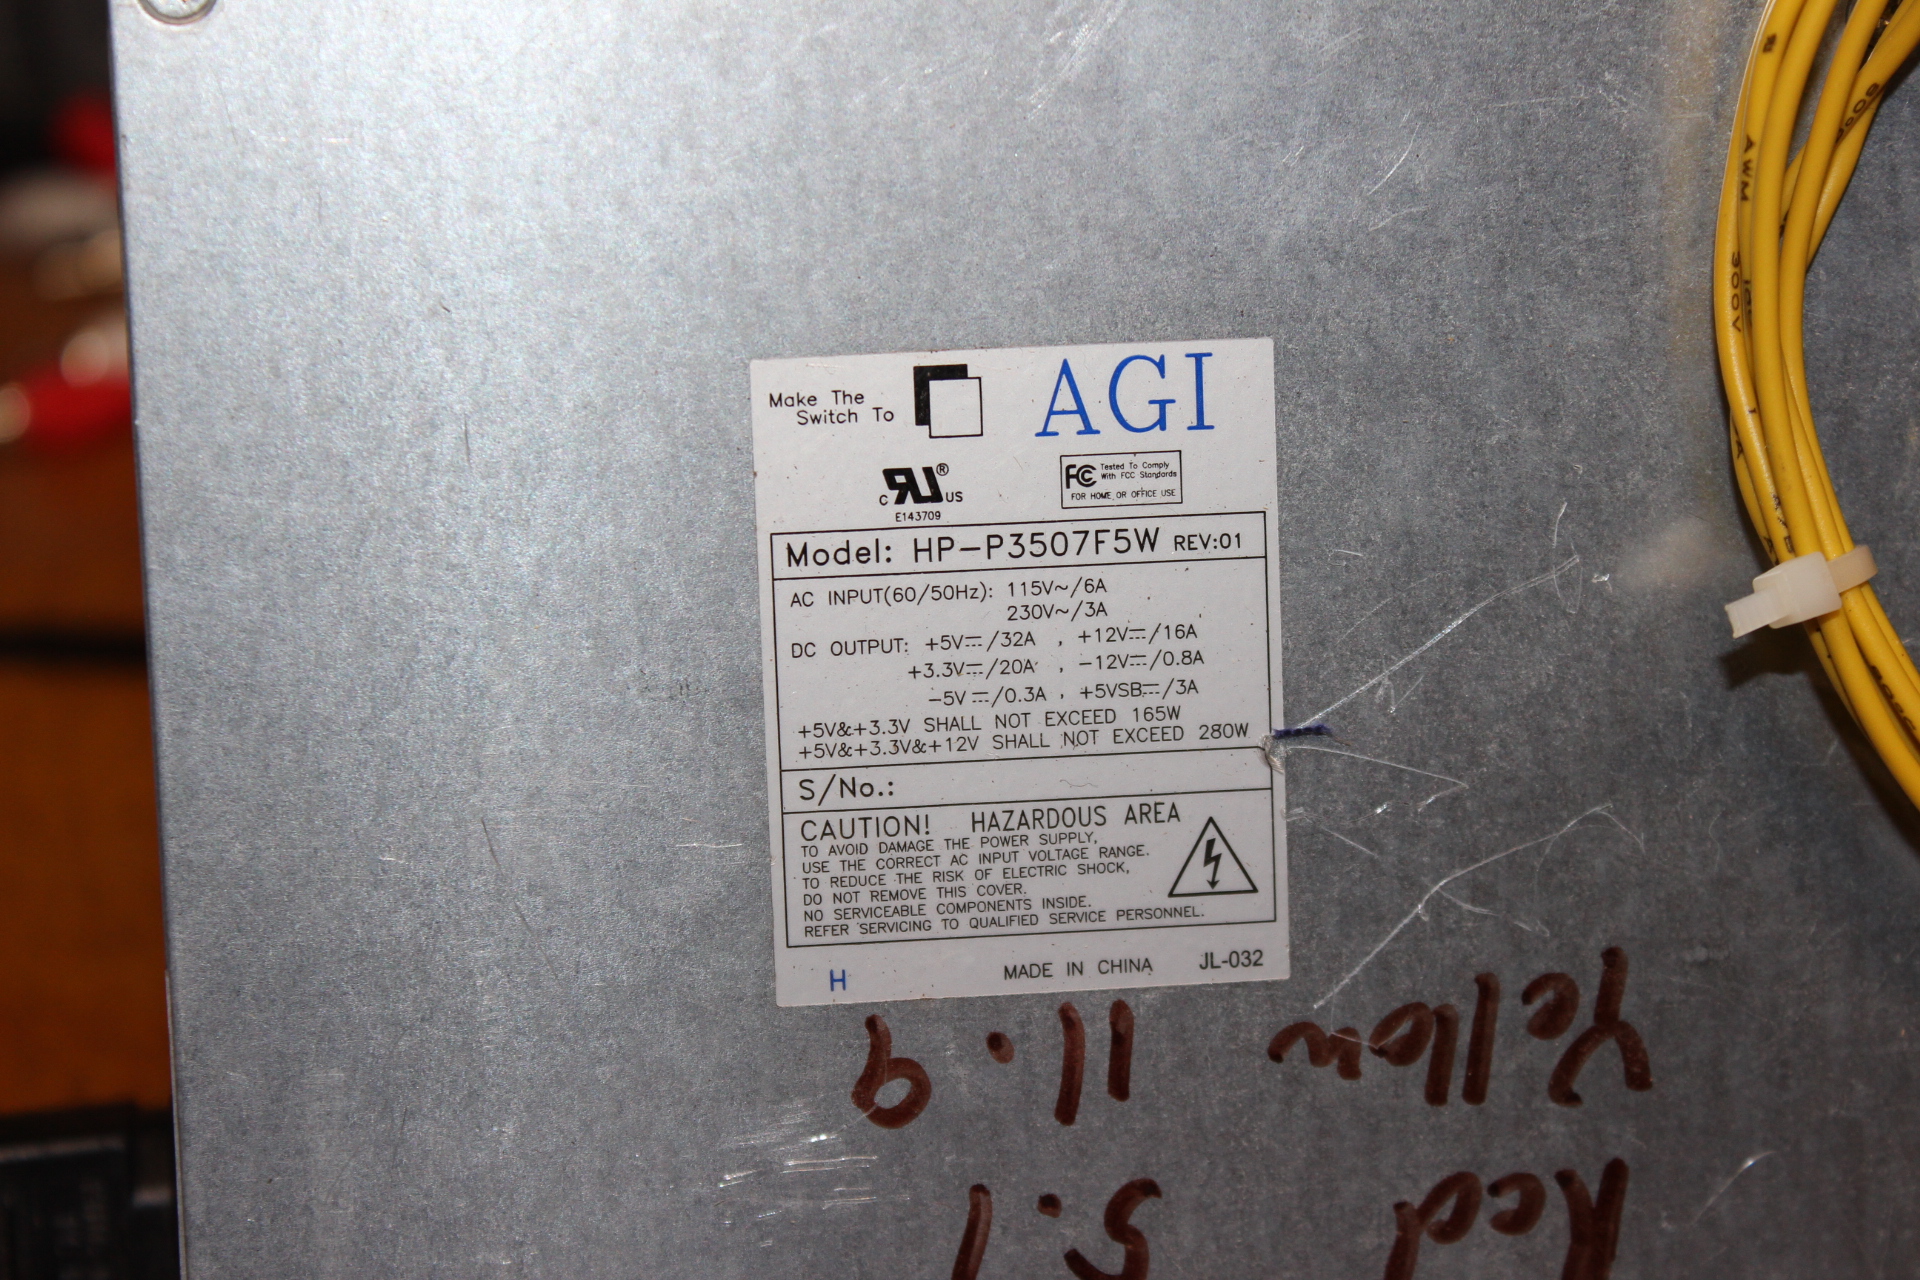 Make The
Switch To
AGI
c RU ® US
E143709
FCC Tested To Comply
With FCC Standards
FOR HOME OR OFFICE USE
Model: HP-P3507F5W REV:01
AC INPUT(60/50Hz): 115V~/6A
230V~/3A
DC OUTPUT: +5V⎓/32A , +12V⎓/16A
+3.3V⎓/20A , -12V⎓/0.8A
-5V⎓/0.3A , +5VSB⎓/3A
+5V&+3.3V SHALL NOT EXCEED 165W
+5V&+3.3V&+12V SHALL NOT EXCEED 280W
S/No.:
CAUTION! HAZARDOUS AREA
TO AVOID DAMAGE THE POWER SUPPLY,
USE THE CORRECT AC INPUT VOLTAGE RANGE.
TO REDUCE THE RISK OF ELECTRIC SHOCK,
DO NOT REMOVE THIS COVER.
NO SERVICEABLE COMPONENTS INSIDE.
REFER SERVICING TO QUALIFIED SERVICE PERSONNEL.
H MADE IN CHINA JL-032
Yellow 11.9
Red 5.1
AWM
300V